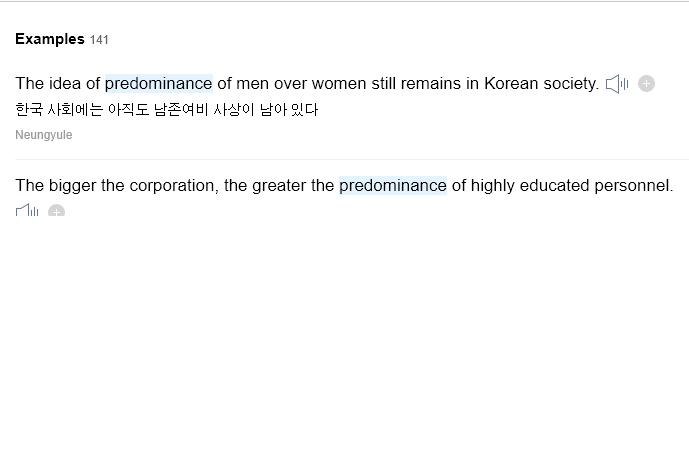 Examples 141
The idea of predominance of men over women still remains in Korean society.
한국 사회에는 아직도 남존여비 사상이 남아 있다
Neungyule
The bigger the corporation, the greater the predominance of highly educated personnel.